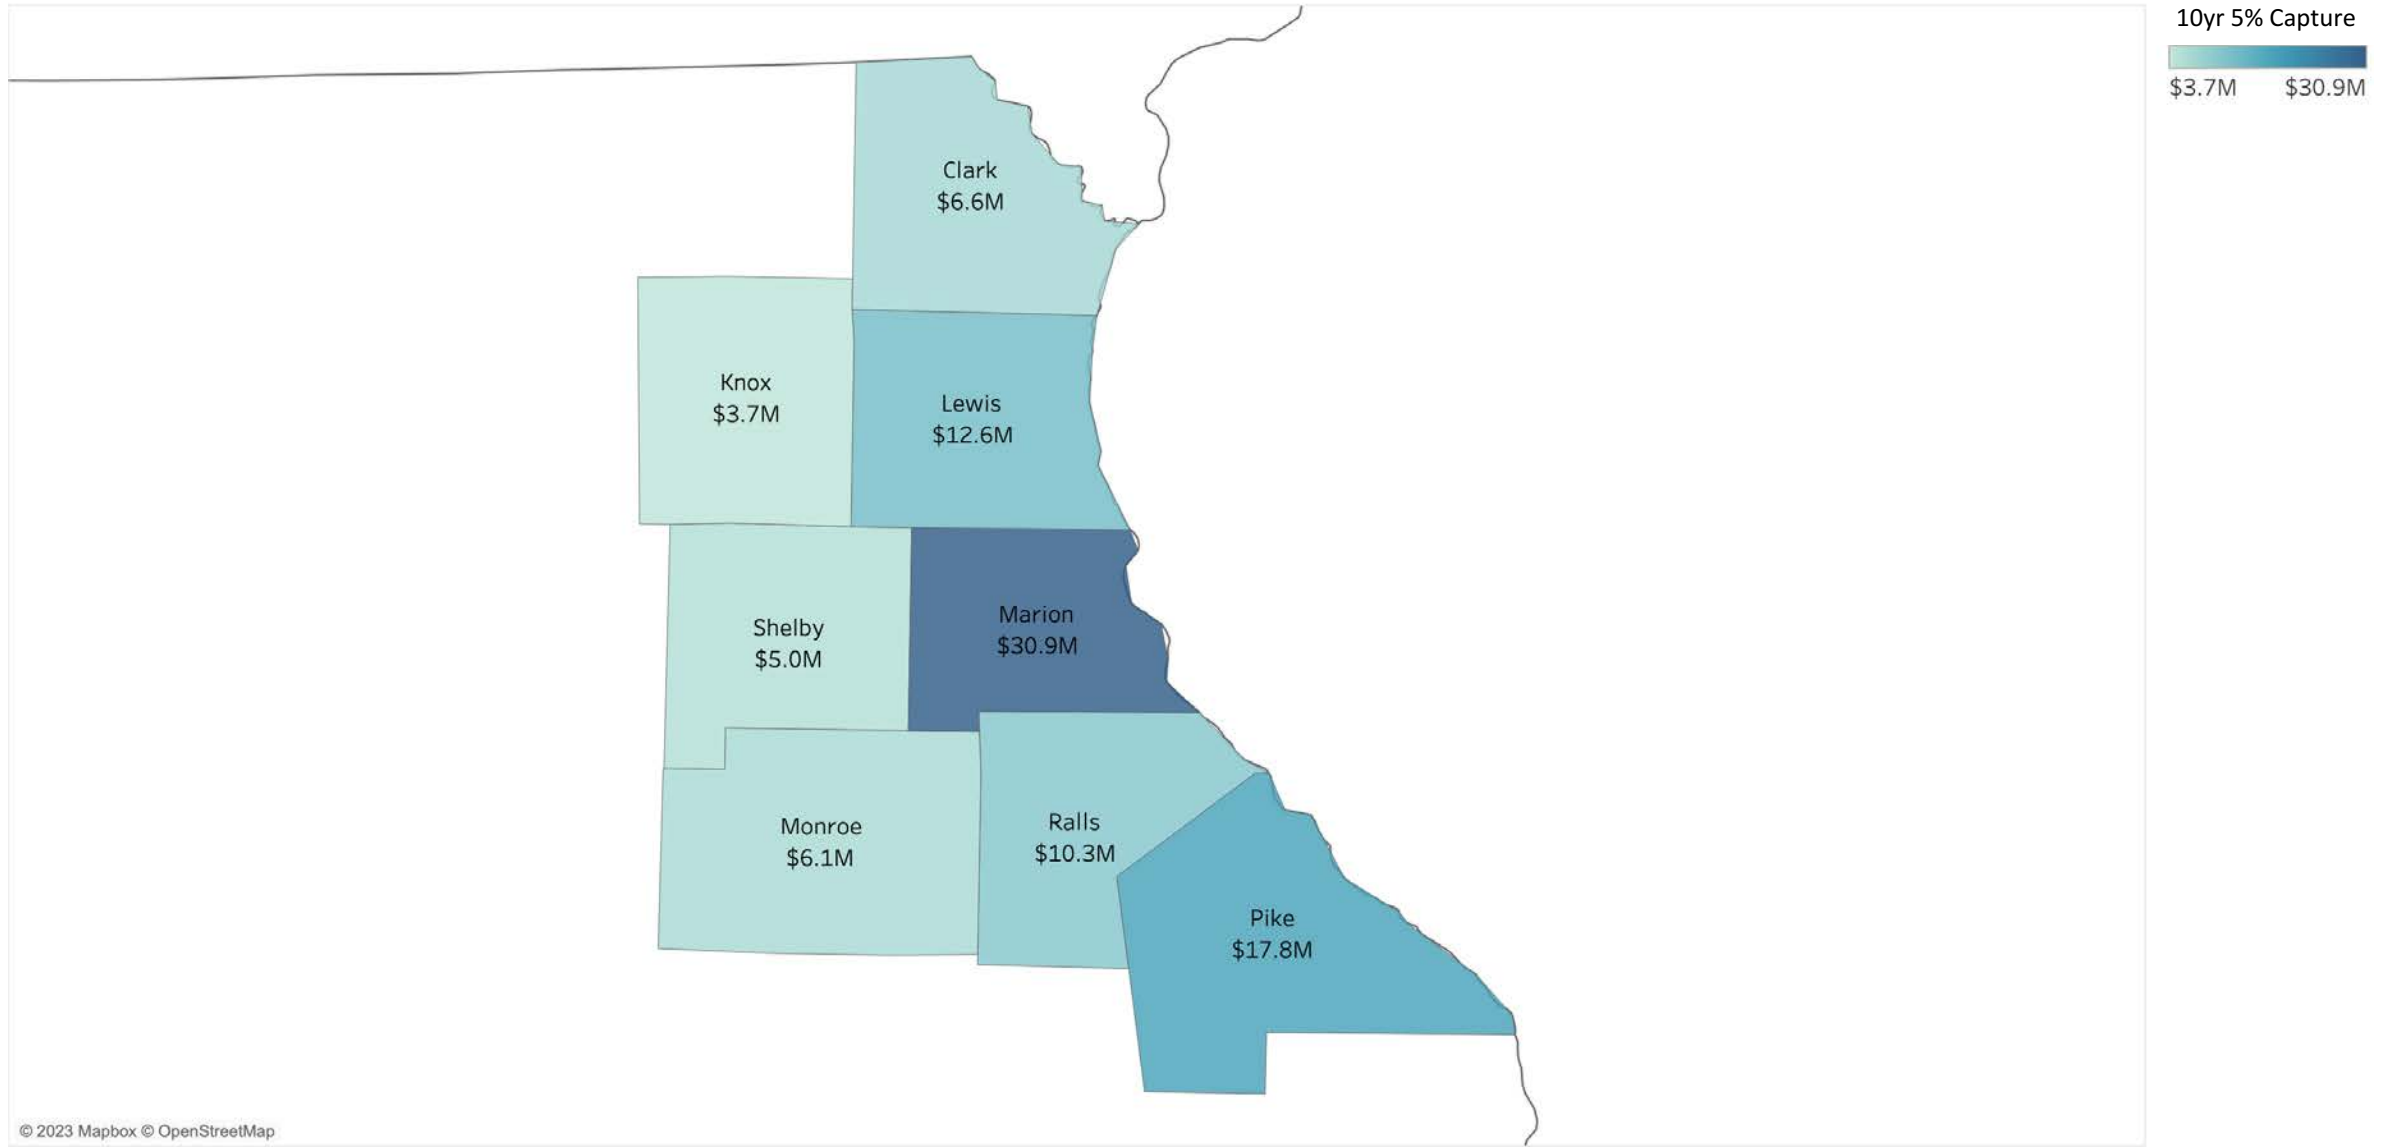 10yr 5% Capture
$3.7M $30.9M
Clark
$6.6M
Knox
$3.7M
Lewis
$12.6M
Shelby
$5.0M
Marion
$30.9M
Monroe
$6.1M
Ralls
$10.3M
Pike
$17.8M
© 2023 Mapbox © OpenStreetMap